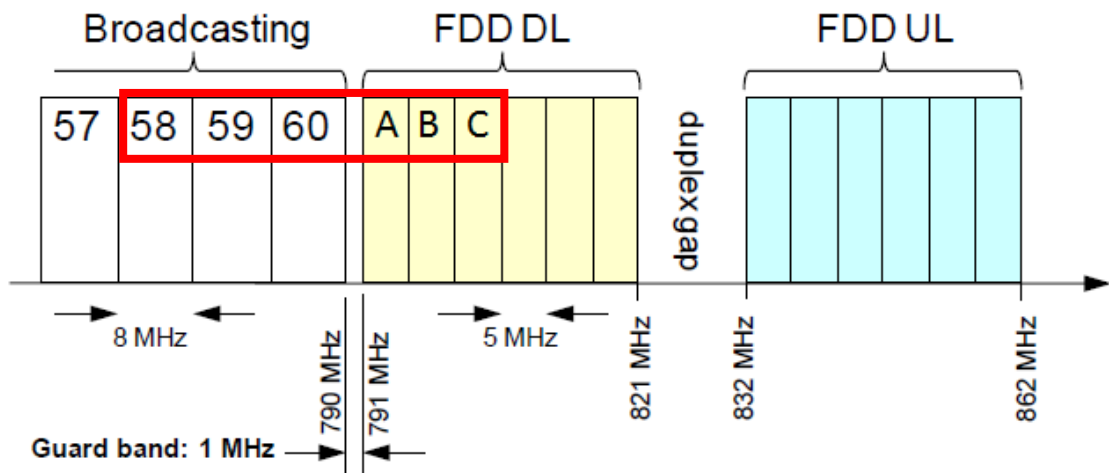 Broadcasting FDD DL FDD UL
57 58 59 60 A B C
duplex gap
8 MHz 5 MHz
790 MHz 791 MHz 821 MHz 832 MHz 862 MHz
Guard band: 1 MHz